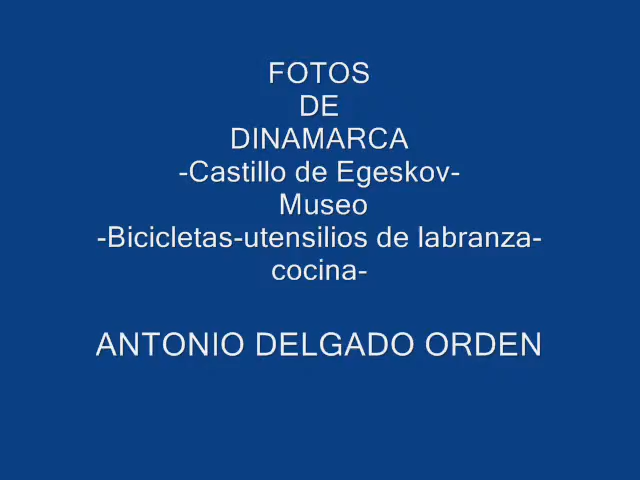 FOTOS
DE
DINAMARCA
-Castillo de Egeskov-
Museo
-Bicicletas-utensilios de labranza-
cocina-
ANTONIO DELGADO ORDEN